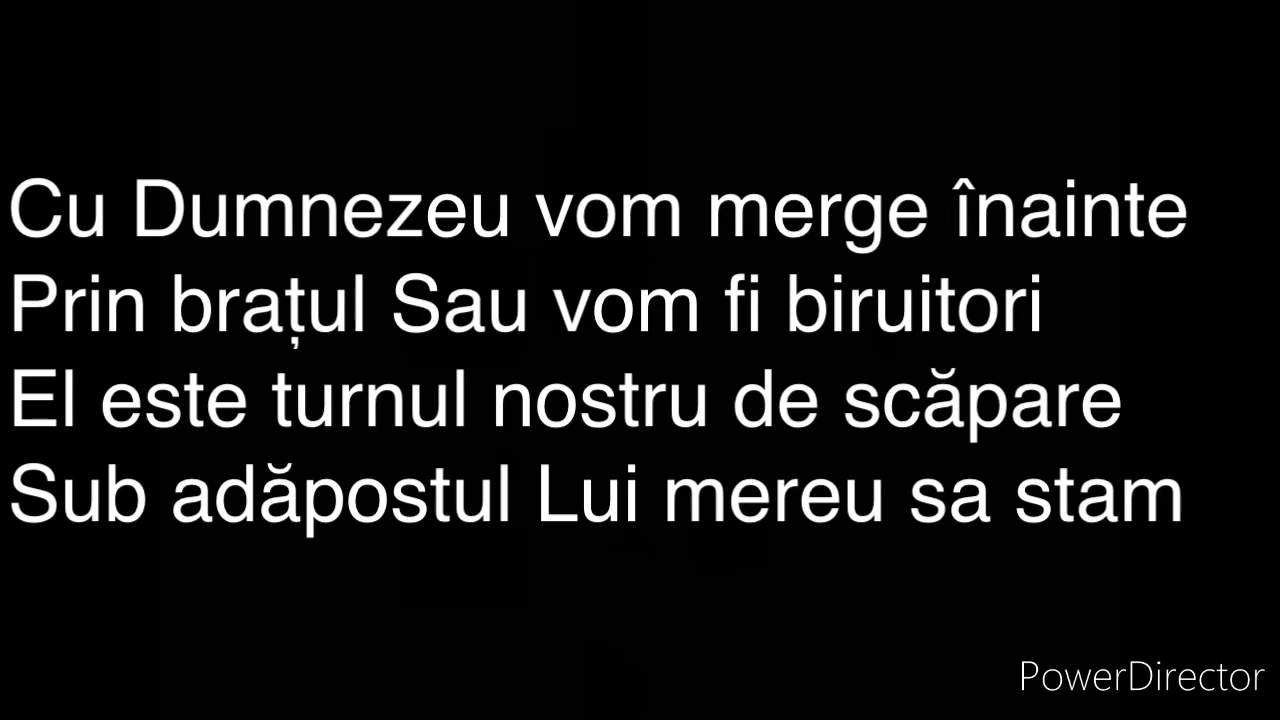 Cu Dumnezeu vom merge înainte
Prin brațul Sau vom fi biruitori
El este turnul nostru de scăpare
Sub adăpostul Lui mereu sa stam
PowerDirector